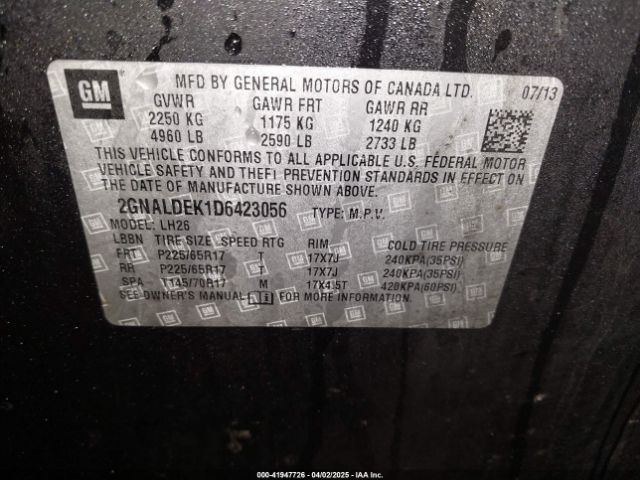 GM
MFD BY GENERAL MOTORS OF CANADA LTD. 07/13
GVWR GAWR FRT GAWR RR
2250 KG 1175 KG 1240 KG
4960 LB 2590 LB 2733 LB
THIS VEHICLE CONFORMS TO ALL APPLICABLE U.S. FEDERAL MOTOR
VEHICLE SAFETY AND THEFT PREVENTION STANDARDS IN EFFECT ON
THE DATE OF MANUFACTURE SHOWN ABOVE.
2GNALDEK1D6423056 TYPE: M.P.V.
MODEL: LH26
LBBN TIRE SIZE SPEED RTG RIM COLD TIRE PRESSURE
FRT P225/65R17 T 17X7J 240KPA(35PSI)
RR P225/65R17 T 17X7J 240KPA(35PSI)
SPA T145/70R17 M 17X4.5T 420KPA(60PSI)
SEE OWNER'S MANUAL FOR MORE INFORMATION.
000-41947726 - 04/02/2025 - IAA Inc.